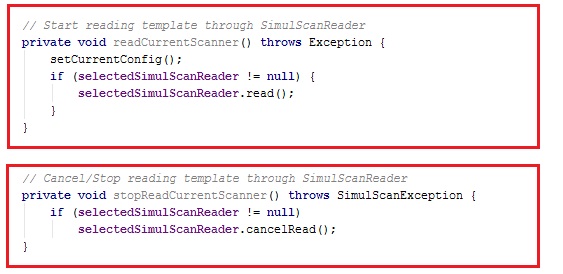 // Start reading template through SimulScanReader
private void readCurrentScanner() throws Exception {
setCurrentConfig();
if (selectedSimulScanReader != null) {
selectedSimulScanReader.read();
}
}
// Cancel/Stop reading template through SimulScanReader
private void stopReadCurrentScanner() throws SimulScanException {
if (selectedSimulScanReader != null)
selectedSimulScanReader.cancelRead();
}